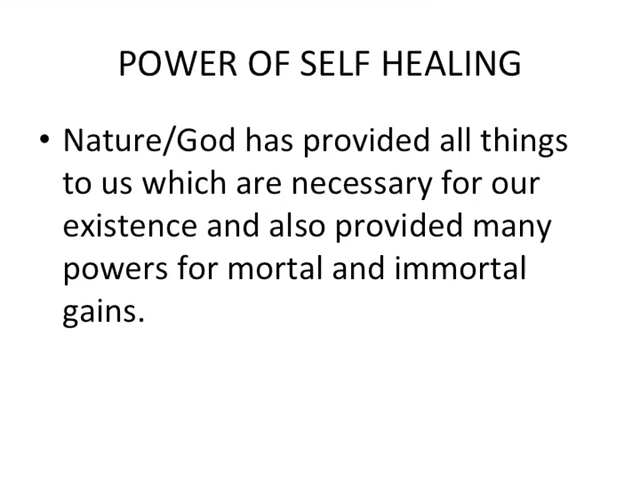 POWER OF SELF HEALING
• Nature/God has provided all things
to us which are necessary for our
existence and also provided many
powers for mortal and immortal
gains.